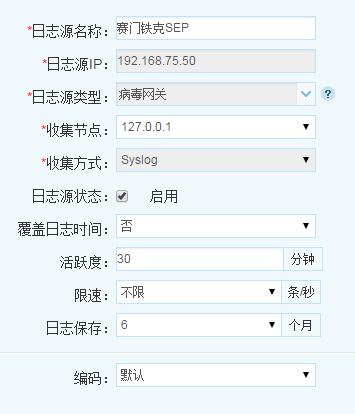 *日志源名称： 赛门铁克SEP
*日志源IP： 192.168.75.50
*日志源类型： 病毒网关 ?
*收集节点： 127.0.0.1
*收集方式： Syslog
日志源状态： 启用
覆盖日志时间： 否
活跃度： 30 分钟
限速： 不限 条/秒
日志保存： 6 个月
编码： 默认